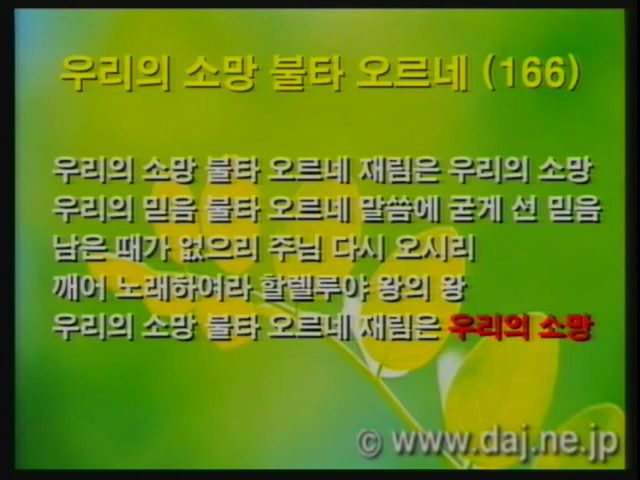 우리의 소망 불타 오르네 (166)
우리의 소망 불타 오르네 재림은 우리의 소망
우리의 믿음 불타 오르네 말씀에 굳게 선 믿음
남은 때가 없으리 주님 다시 오시리
깨어 노래하여라 할렐루야 왕의 왕
우리의 소망 불타 오르네 재림은 우리의 소망
© www.daj.ne.jp